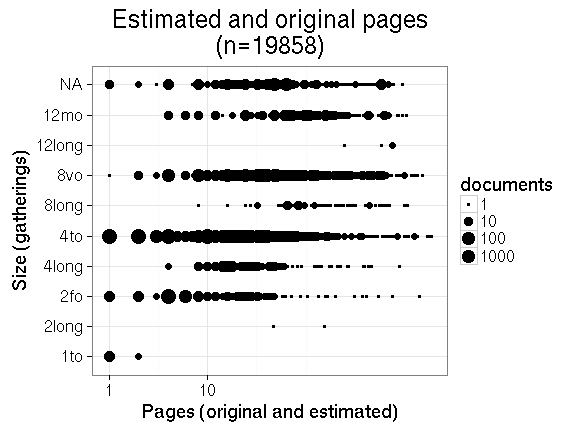 Estimated and original pages
(n=19858)
Size (gatherings)
NA
12mo
12long
8vo
8long
4to
4long
2fo
2long
1to
1
10
Pages (original and estimated)
documents
1
10
100
1000